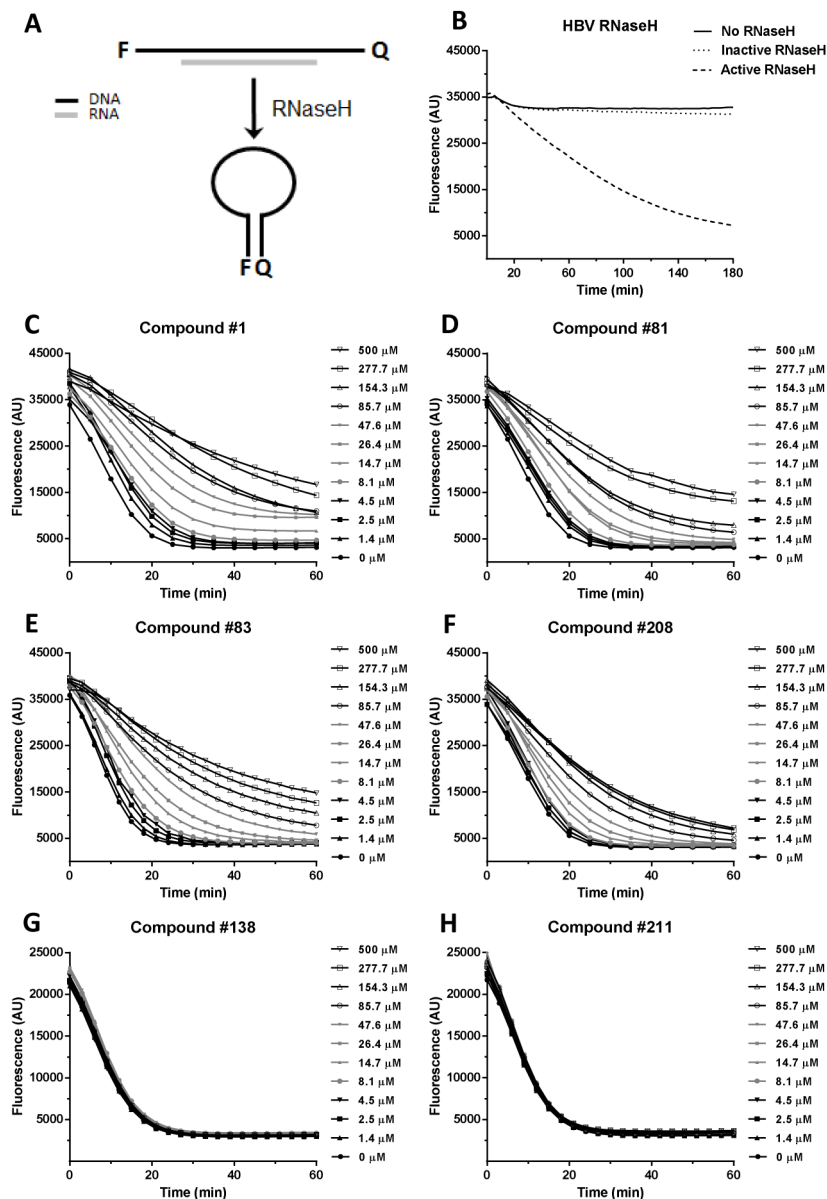 A
F
Q
DNA
RNA
RNaseH
F Q
B
HBV RNaseH
No RNaseH
Inactive RNaseH
Active RNaseH
Fluorescence (AU)
45000
35000
25000
15000
5000
20
60
100
140
180
Time (min)
C
Compound #1
Fluorescence (AU)
45000
35000
25000
15000
5000
0
20
40
60
Time (min)
500 μM
277.7 μM
154.3 μM
85.7 μM
47.6 μM
26.4 μM
14.7 μM
8.1 μM
4.5 μM
2.5 μM
1.4 μM
0 μM
D
Compound #81
Fluorescence (AU)
45000
35000
25000
15000
5000
0
20
40
60
Time (min)
500 μM
277.7 μM
154.3 μM
85.7 μM
47.6 μM
26.4 μM
14.7 μM
8.1 μM
4.5 μM
2.5 μM
1.4 μM
0 μM
E
Compound #83
Fluorescence (AU)
45000
35000
25000
15000
5000
0
20
40
60
Time (min)
500 μM
277.7 μM
154.3 μM
85.7 μM
47.6 μM
26.4 μM
14.7 μM
8.1 μM
4.5 μM
2.5 μM
1.4 μM
0 μM
F
Compound #208
Fluorescence (AU)
45000
35000
25000
15000
5000
0
20
40
60
Time (min)
500 μM
277.7 μM
154.3 μM
85.7 μM
47.6 μM
26.4 μM
14.7 μM
8.1 μM
4.5 μM
2.5 μM
1.4 μM
0 μM
G
Compound #138
Fluorescence (AU)
25000
20000
15000
10000
5000
0
0
20
40
60
Time (min)
500 μM
277.7 μM
154.3 μM
85.7 μM
47.6 μM
26.4 μM
14.7 μM
8.1 μM
4.5 μM
2.5 μM
1.4 μM
0 μM
H
Compound #211
Fluorescence (AU)
25000
20000
15000
10000
5000
0
0
20
40
60
Time (min)
500 μM
277.7 μM
154.3 μM
85.7 μM
47.6 μM
26.4 μM
14.7 μM
8.1 μM
4.5 μM
2.5 μM
1.4 μM
0 μM